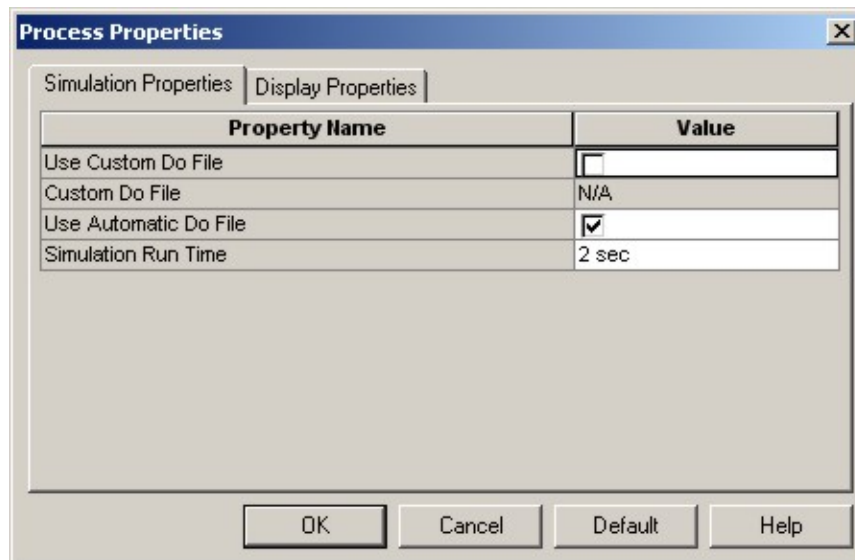 Process Properties
Simulation Properties Display Properties
Property Name Value
Use Custom Do File
Custom Do File N/A
Use Automatic Do File
Simulation Run Time 2 sec
OK Cancel Default Help